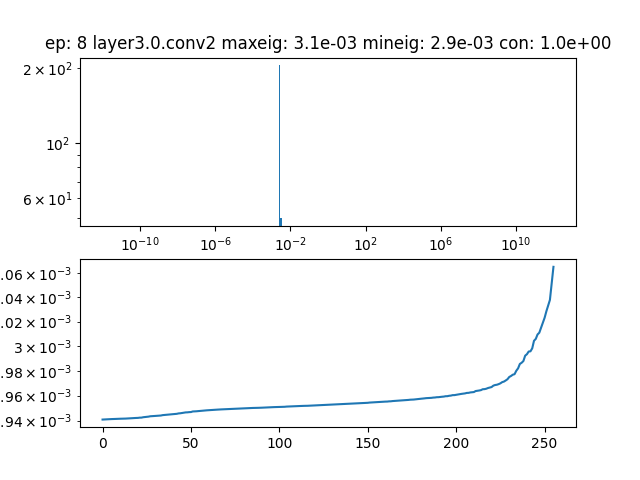 ep: 8 layer3.0.conv2 maxeig: 3.1e-03 mineig: 2.9e-03 con: 1.0e+00
2 × 10²
10²
6 × 10¹
10⁻¹⁰ 10⁻⁶ 10⁻² 10² 10⁶ 10¹⁰
.06 × 10⁻³
.04 × 10⁻³
.02 × 10⁻³
3 × 10⁻³
.98 × 10⁻³
.96 × 10⁻³
.94 × 10⁻³
0 50 100 150 200 250